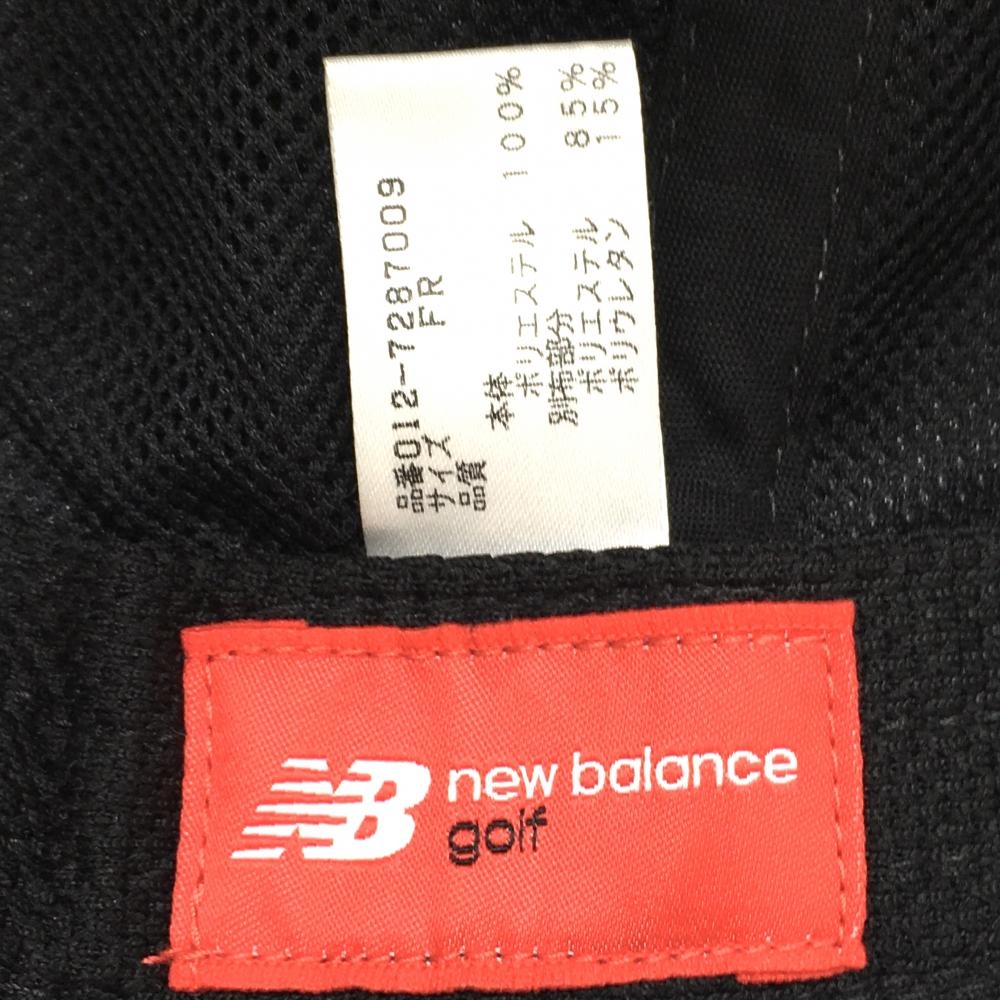 品番012-7287009
サイズ FR
品質
本体
ポリエステル 100%
別布部分
ポリエステル 85%
ポリウレタン 15%
NB new balance
golf